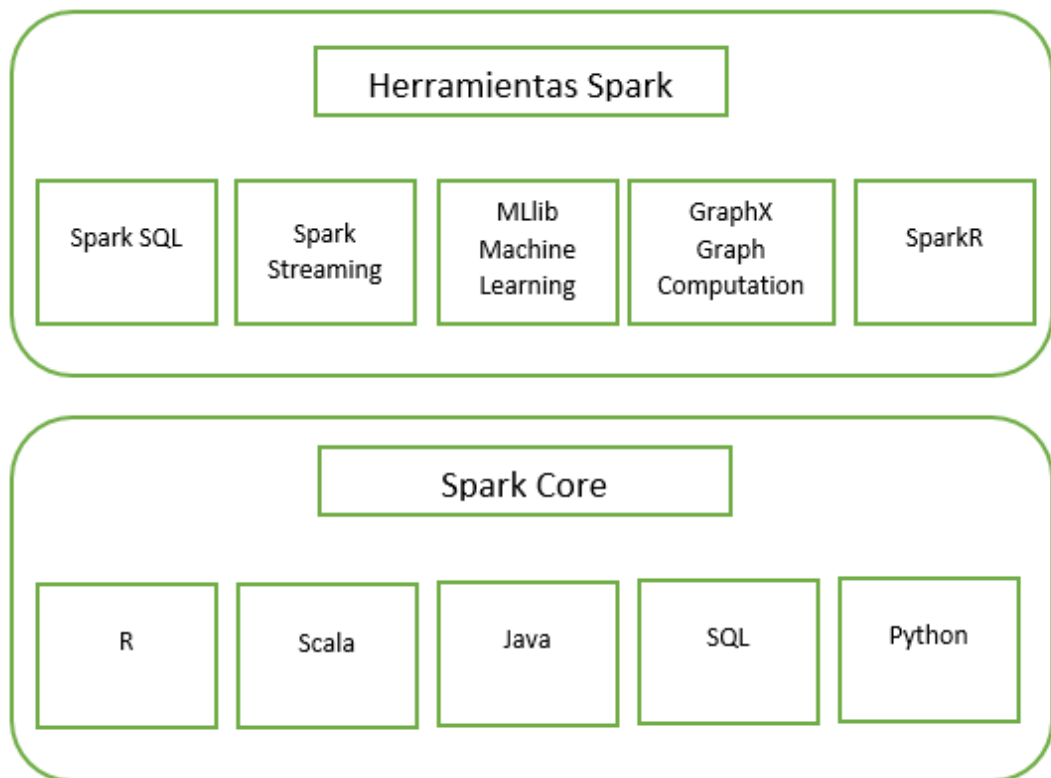 Herramientas Spark
Spark SQL
Spark
Streaming
MLlib
Machine
Learning
GraphX
Graph
Computation
SparkR
Spark Core
R
Scala
Java
SQL
Python